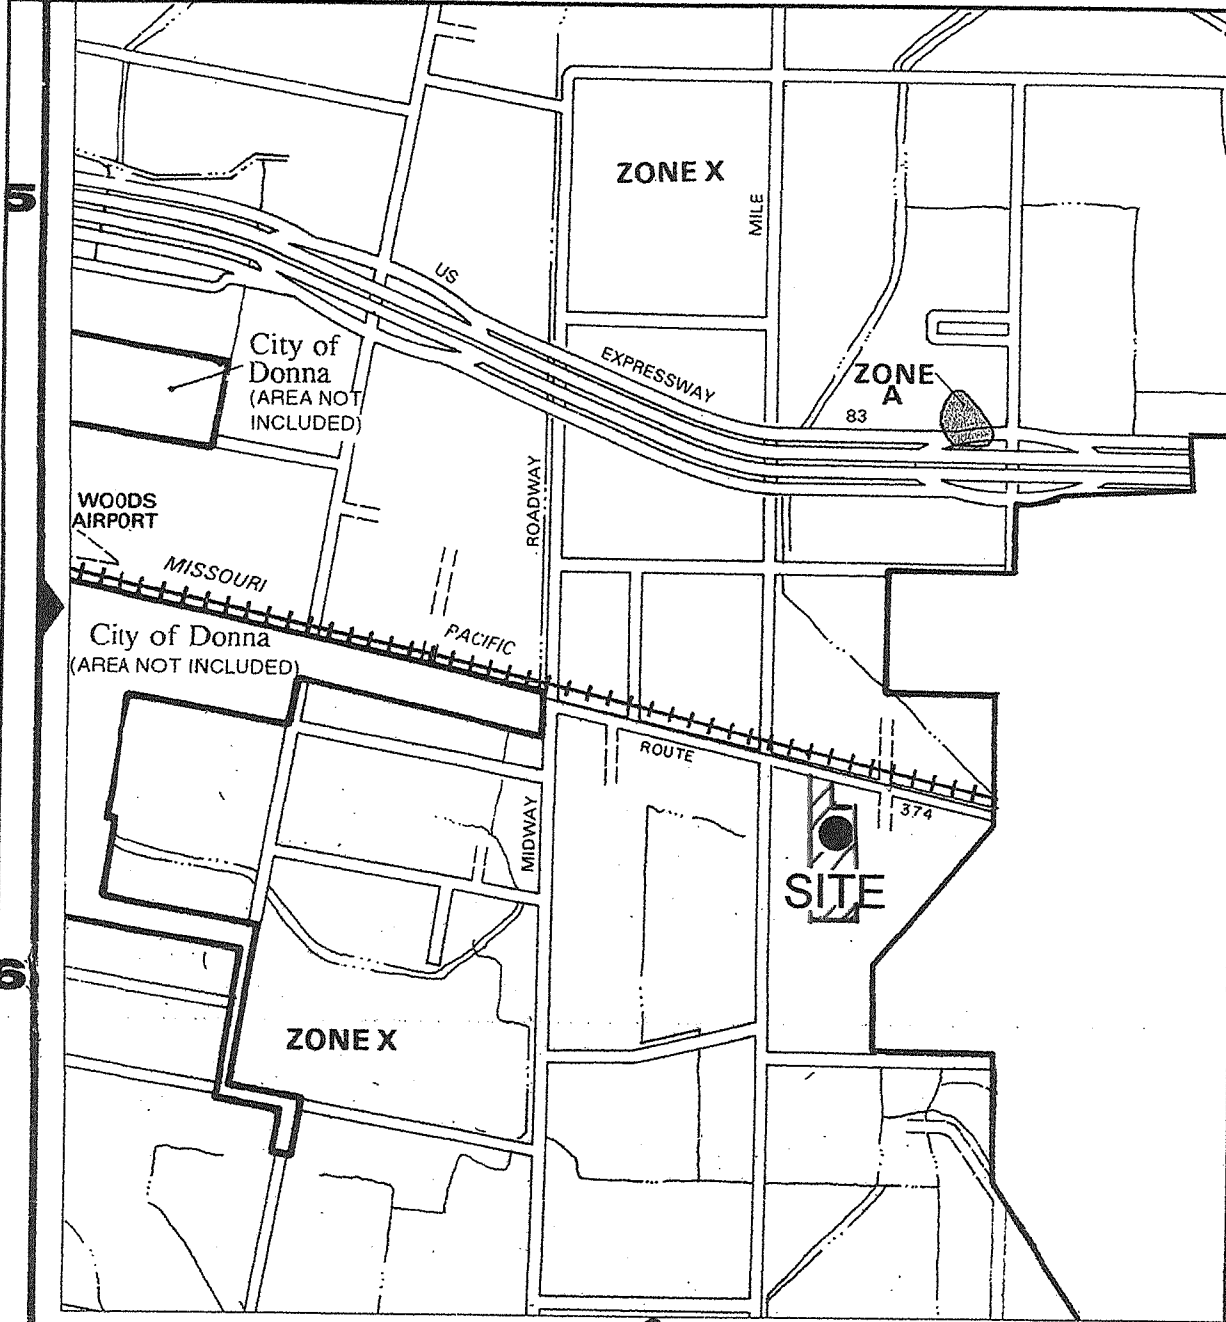 ZONE X
5
MILE
US
City of
Donna
(AREA NOT
INCLUDED)
EXPRESSWAY
ZONE
A
83
ROADWAY
WOODS
AIRPORT
MISSOURI
PACIFIC
City of Donna
(AREA NOT INCLUDED)
ROUTE
374
MIDWAY
SITE
6
ZONE X